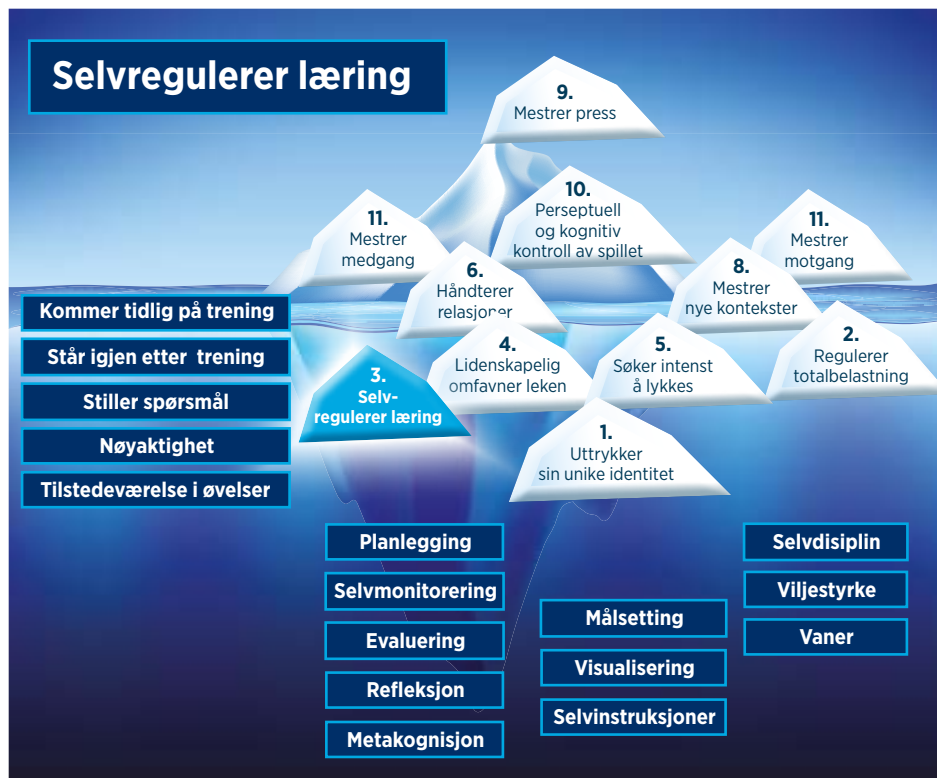 Selvregulerer læring
9.
Mestrer press
10.
Perseptuell
og kognitiv
kontroll av spillet
11.
Mestrer
medgang
11.
Mestrer
motgang
6.
Håndterer
relasjoner
8.
Mestrer
nye kontekster
Kommer tidlig på trening
Står igjen etter trening
Stiller spørsmål
Nøyaktighet
Tilstedeværelse i øvelser
3.
Selv-
regulerer læring
4.
Lidenskapelig
omfavner leken
5.
Søker intenst
å lykkes
2.
Regulerer
totalbelastning
1.
Uttrykker
sin unike identitet
Planlegging
Selvmonitorering
Evaluering
Refleksjon
Metakognisjon
Målsetting
Visualisering
Selvinstruksjoner
Selvdisiplin
Viljestyrke
Vaner